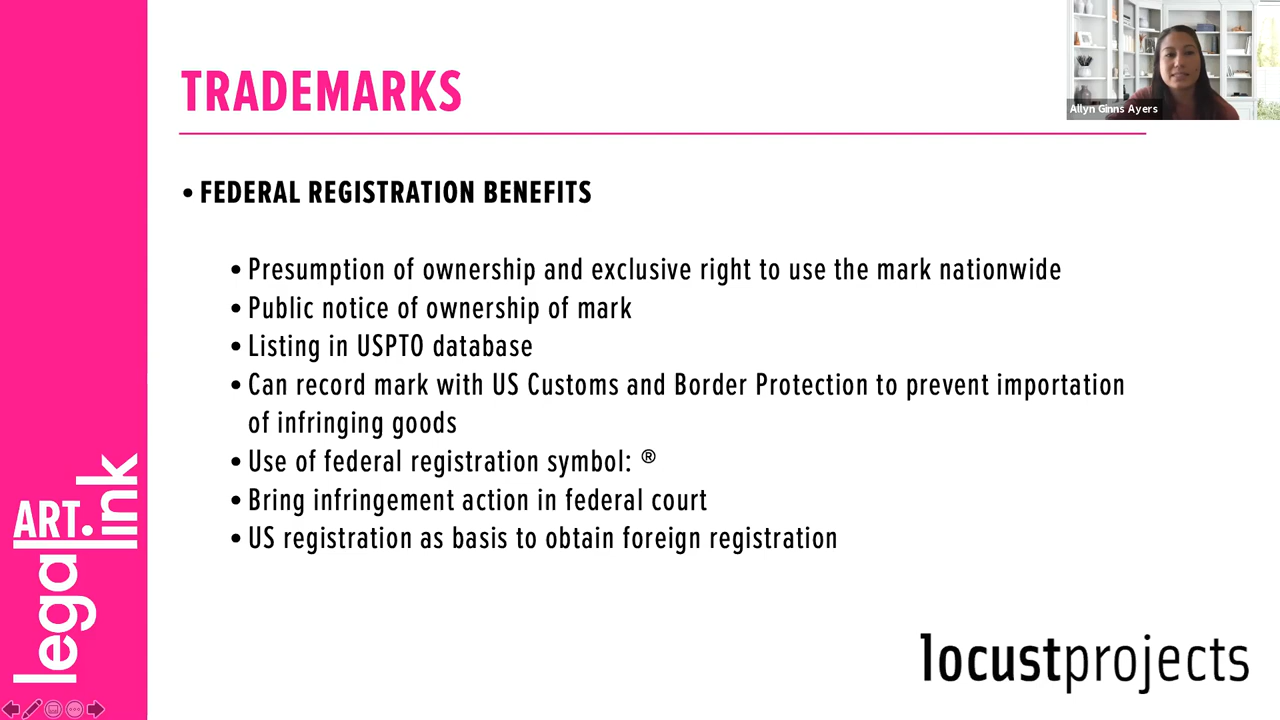 TRADEMARKS
Allyn Ginns Ayers
• FEDERAL REGISTRATION BENEFITS
• Presumption of ownership and exclusive right to use the mark nationwide
• Public notice of ownership of mark
• Listing in USPTO database
• Can record mark with US Customs and Border Protection to prevent importation
of infringing goods
• Use of federal registration symbol: ®
• Bring infringement action in federal court
• US registration as basis to obtain foreign registration
legal
ART.
link
locustprojects